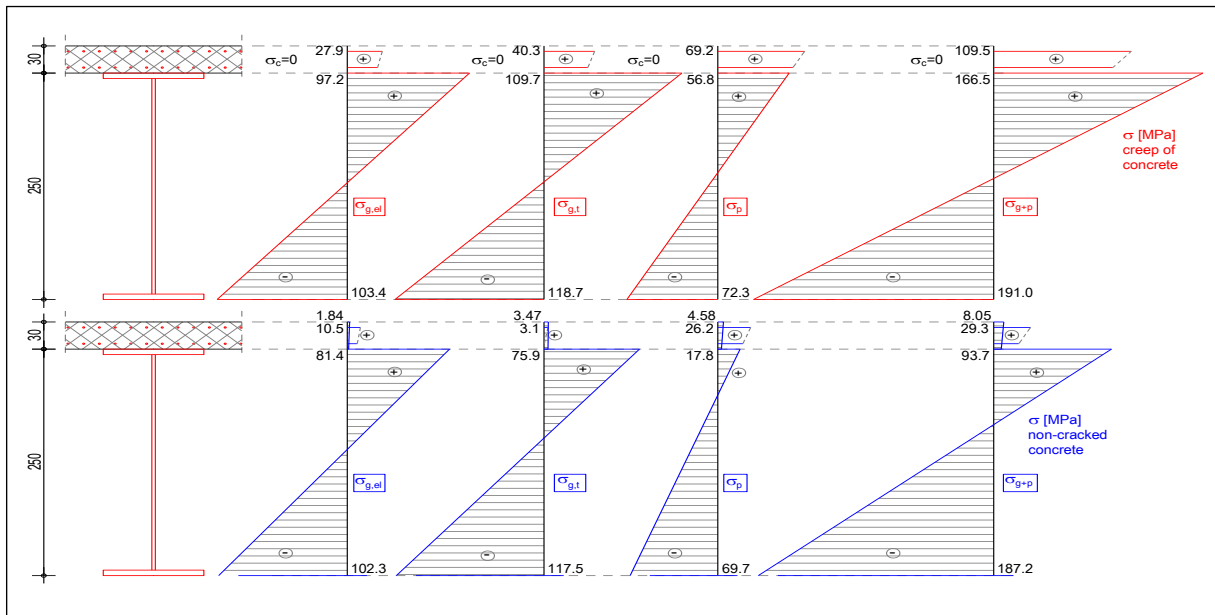 27.9 40.3 69.2 109.5
30 σc=0 σc=0 σc=0 σc=0
97.2 109.7 56.8 166.5
σ [MPa]
creep of
concrete
250 σg,el σg,t σp σg+p
103.4 118.7 72.3 191.0
1.84 3.47 4.58 8.05
30 10.5 3.1 26.2 29.3
81.4 75.9 17.8 93.7
σ [MPa]
non-cracked
concrete
250 σg,el σg,t σp σg+p
102.3 117.5 69.7 187.2